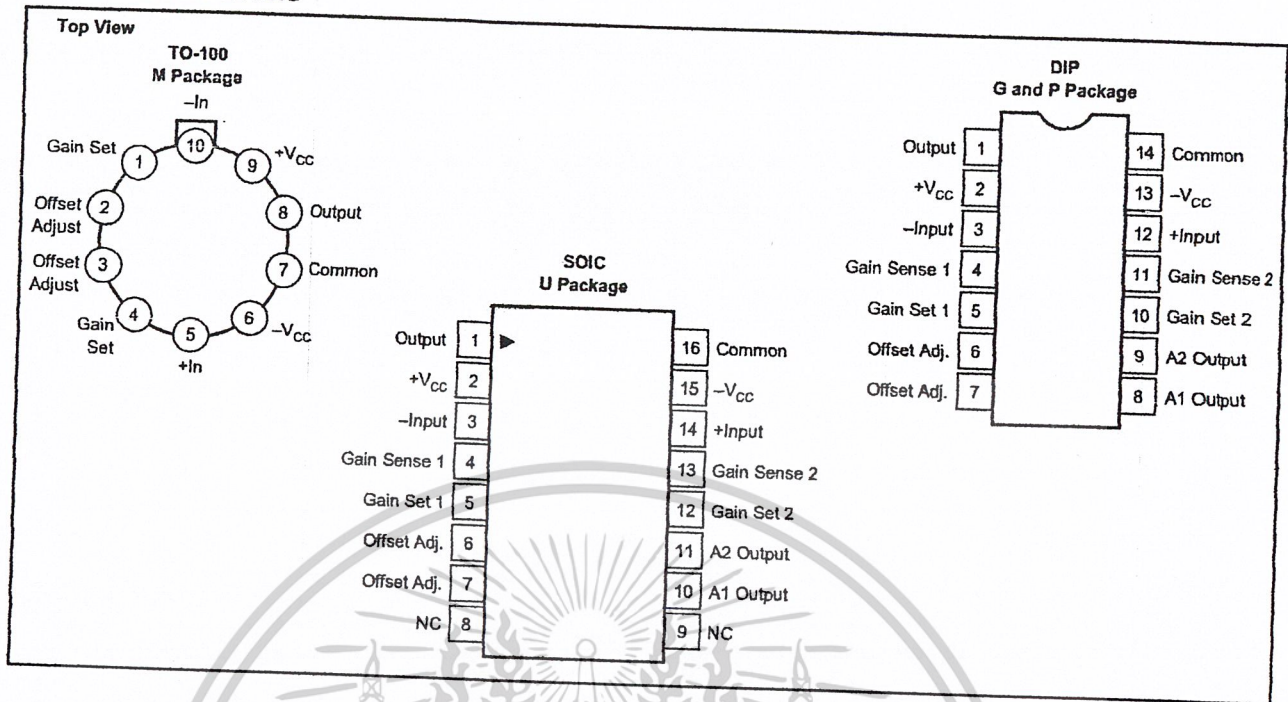 Top View
TO-100
M Package
–In
10
Gain Set
1
9
+VCC
Offset
Adjust
2
8
Output
Offset
Adjust
3
7
Common
Gain
Set
4
5
+In
6
–VCC
SOIC
U Package
Output 1
16 Common
+VCC 2
15 –VCC
–Input 3
14 +Input
Gain Sense 1 4
13 Gain Sense 2
Gain Set 1 5
12 Gain Set 2
Offset Adj. 6
11 A2 Output
Offset Adj. 7
10 A1 Output
NC 8
9 NC
DIP
G and P Package
Output 1
14 Common
+VCC 2
13 –VCC
–Input 3
12 +Input
Gain Sense 1 4
11 Gain Sense 2
Gain Set 1 5
10 Gain Set 2
Offset Adj. 6
9 A2 Output
Offset Adj. 7
8 A1 Output